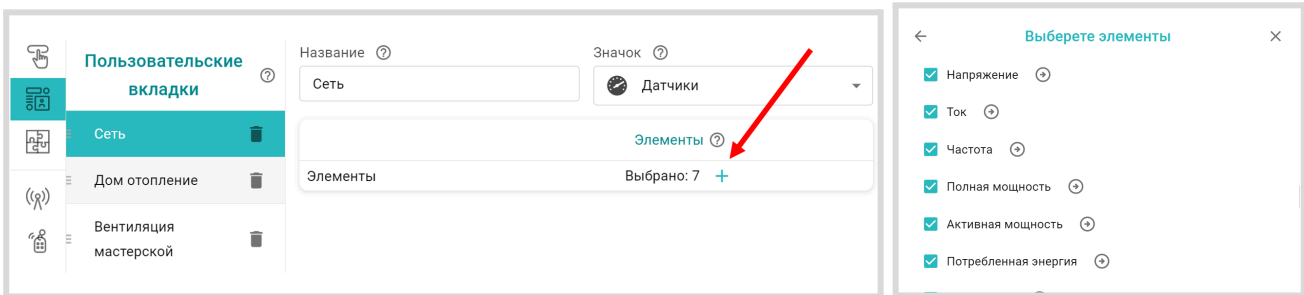 Пользовательские
вкладки
Сеть
Дом отопление
Вентиляция
мастерской
Название
Сеть
Значок
Датчики
Элементы
Элементы
Выбрано: 7 +
Выберете элементы
Напряжение
Ток
Частота
Полная мощность
Активная мощность
Потребленная энергия